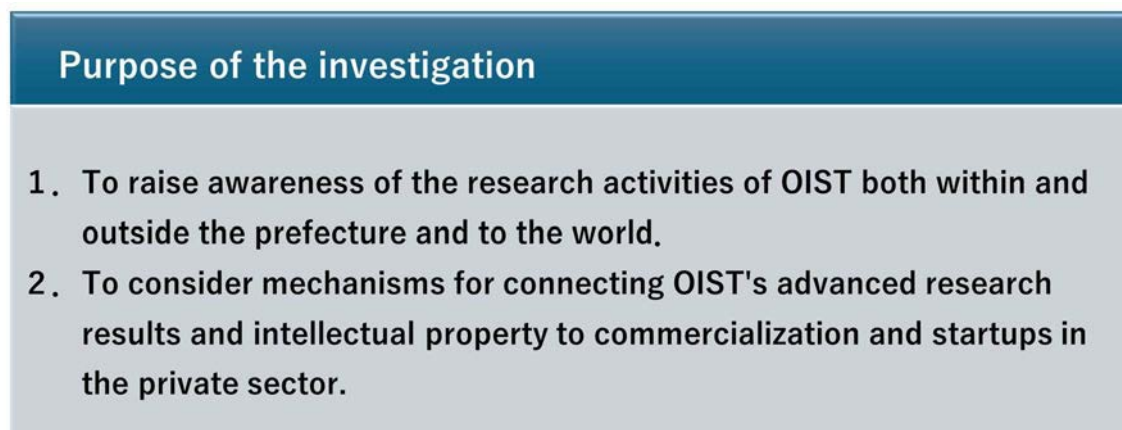 Purpose of the investigation
1. To raise awareness of the research activities of OIST both within and
outside the prefecture and to the world.
2. To consider mechanisms for connecting OIST's advanced research
results and intellectual property to commercialization and startups in
the private sector.